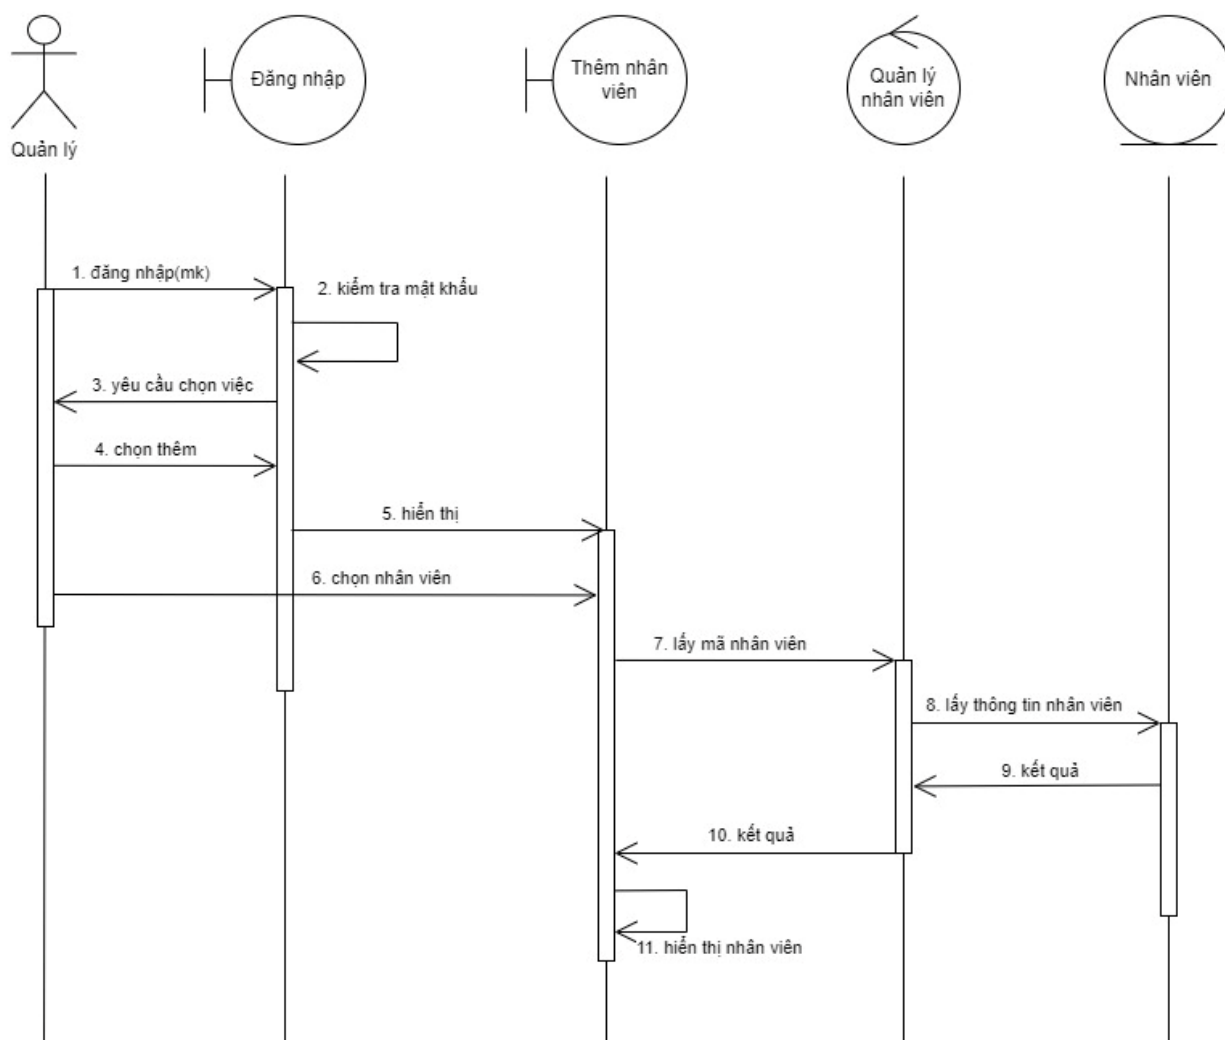 Quản lý
Đăng nhập
Thêm nhân
viên
Quản lý
nhân viên
Nhân viên
1. đăng nhập(mk)
2. kiểm tra mật khẩu
3. yêu cầu chọn việc
4. chọn thêm
5. hiển thị
6. chọn nhân viên
7. lấy mã nhân viên
8. lấy thông tin nhân viên
9. kết quả
10. kết quả
11. hiển thị nhân viên